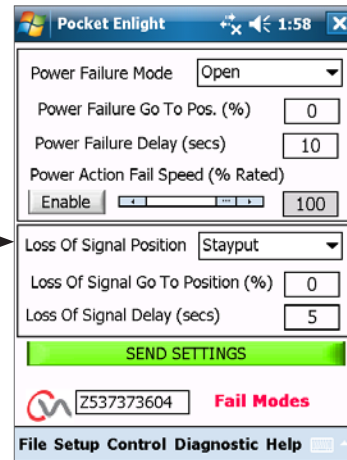 Pocket Enlight 1:58
Power Failure Mode Open
Power Failure Go To Pos. (%) 0
Power Failure Delay (secs) 10
Power Action Fail Speed (% Rated)
Enable 100
Loss Of Signal Position Stayput
Loss Of Signal Go To Position (%) 0
Loss Of Signal Delay (secs) 5
SEND SETTINGS
Z537373604 Fail Modes
File Setup Control Diagnostic Help